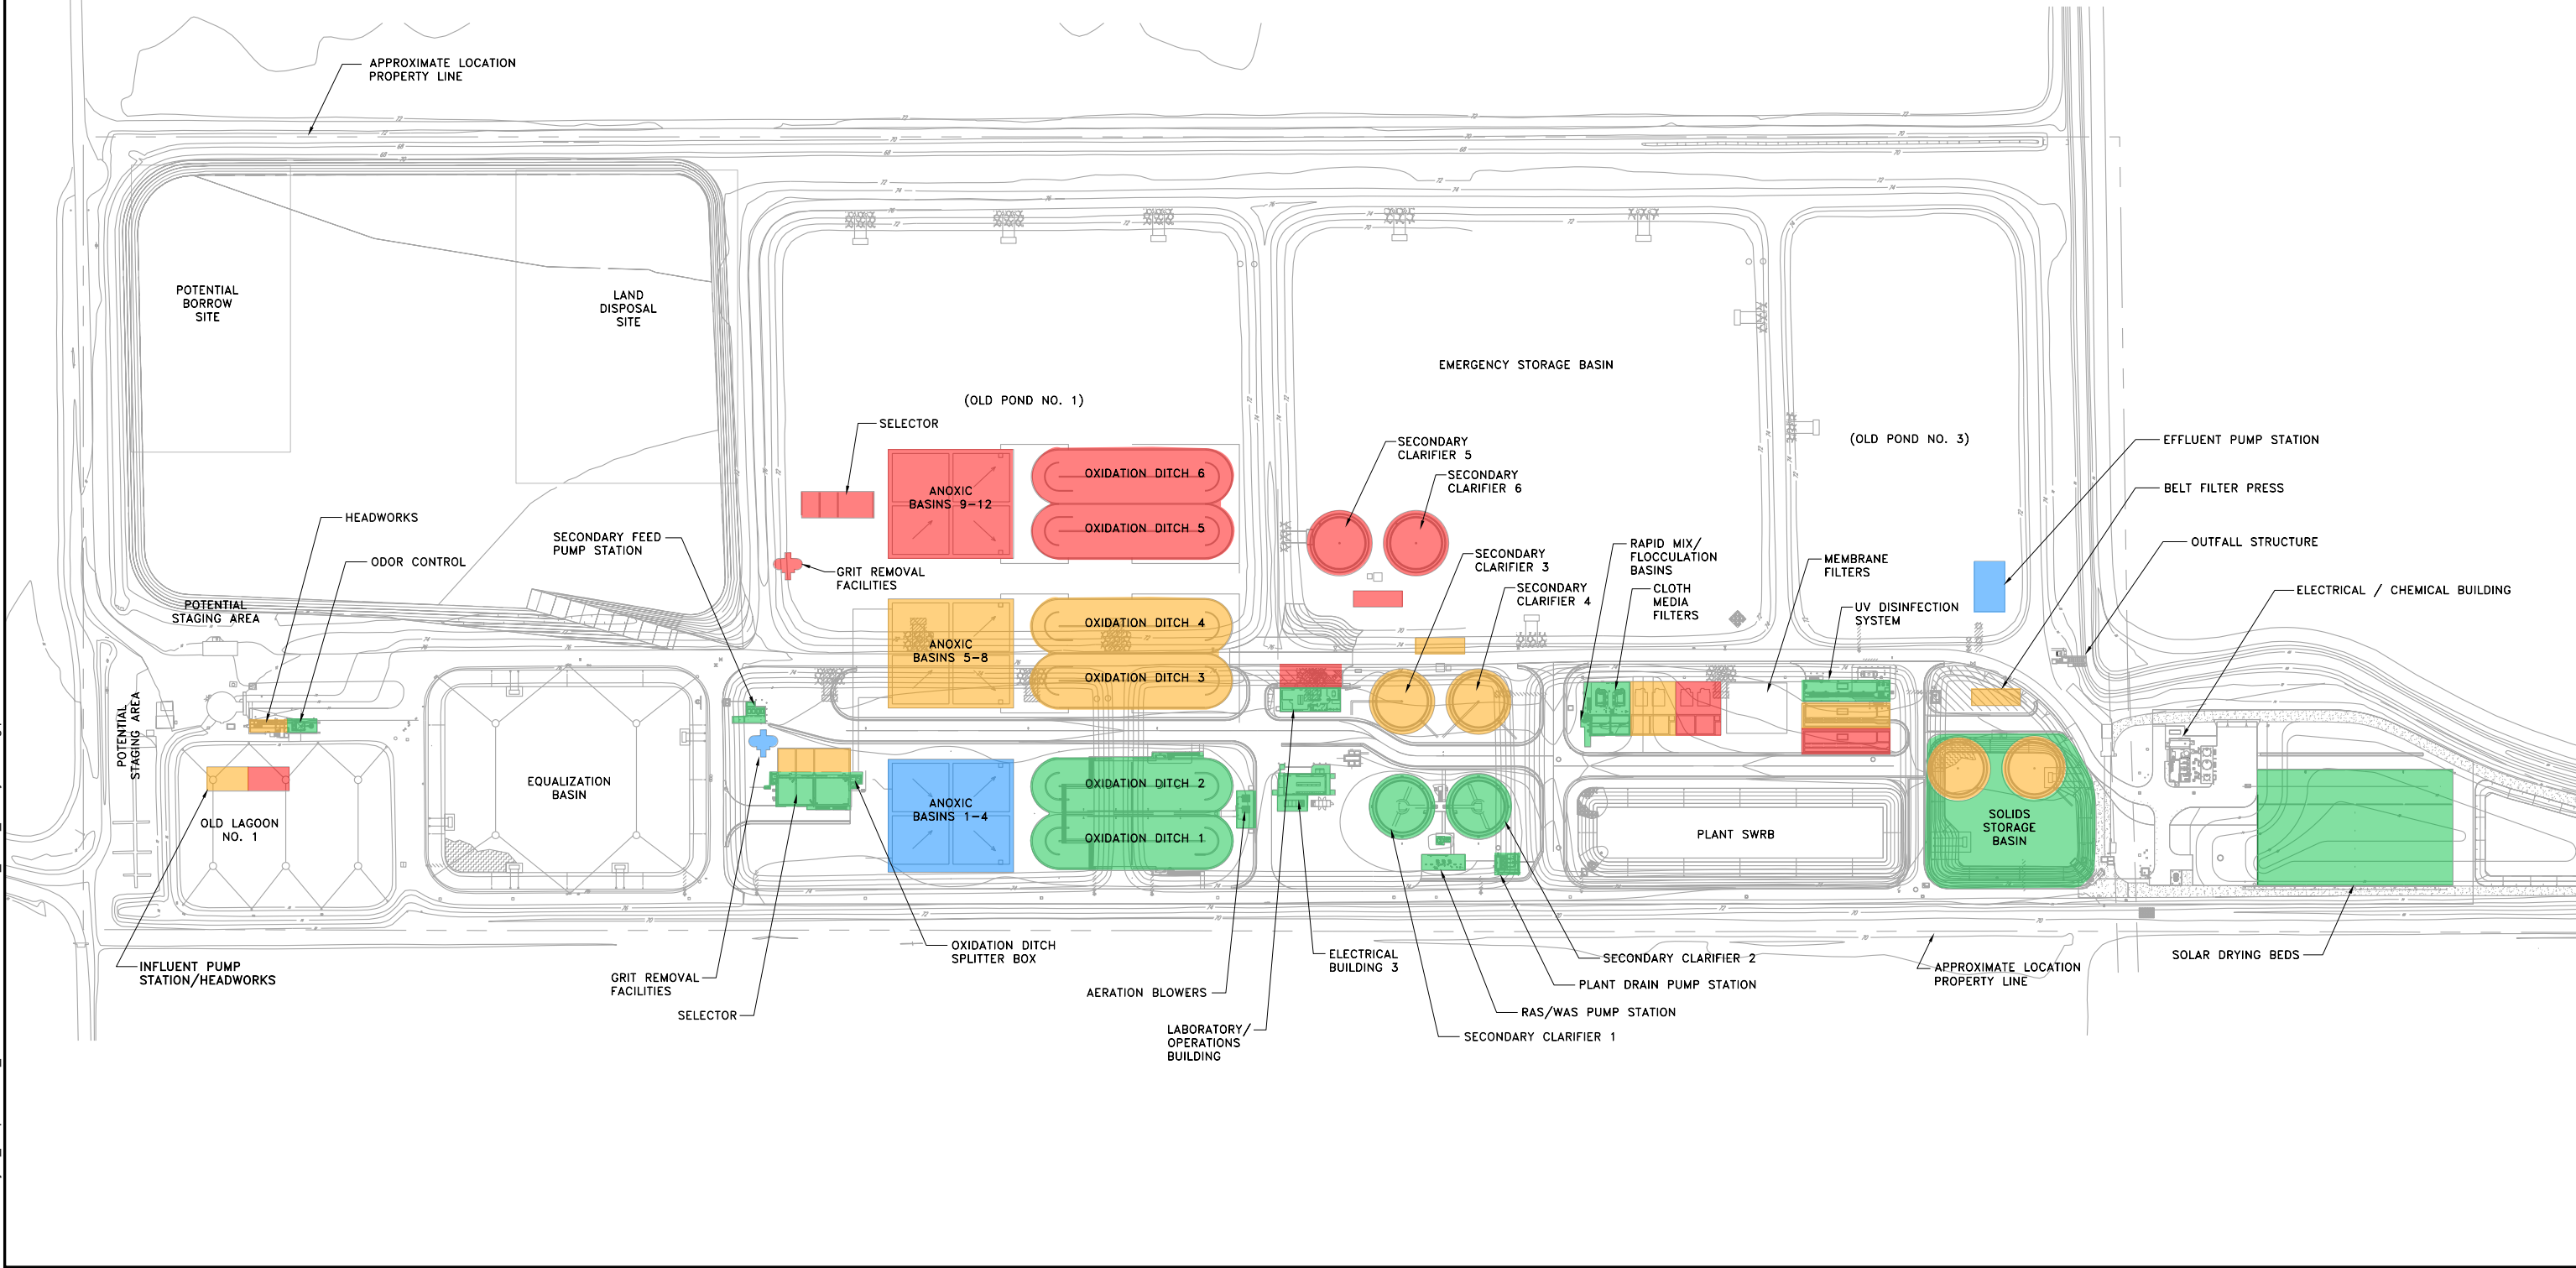 APPROXIMATE LOCATION
PROPERTY LINE
POTENTIAL
BORROW
SITE
LAND
DISPOSAL
SITE
EMERGENCY STORAGE BASIN
(OLD POND NO. 1)
SELECTOR
(OLD POND NO. 3)
EFFLUENT PUMP STATION
SECONDARY
CLARIFIER 5
SECONDARY
CLARIFIER 6
OXIDATION DITCH 6
ANOXIC
BASINS 9-12
OXIDATION DITCH 5
BELT FILTER PRESS
HEADWORKS
SECONDARY FEED
PUMP STATION
ODOR CONTROL
GRIT REMOVAL
FACILITIES
SECONDARY
CLARIFIER 3
SECONDARY
CLARIFIER 4
RAPID MIX/
FLOCCULATION
BASINS
CLOTH
MEDIA
FILTERS
MEMBRANE
FILTERS
UV DISINFECTION
SYSTEM
OUTFALL STRUCTURE
ELECTRICAL / CHEMICAL BUILDING
POTENTIAL
STAGING AREA
OXIDATION DITCH 4
ANOXIC
BASINS 5-8
OXIDATION DITCH 3
POTENTIAL
STAGING AREA
EQUALIZATION
BASIN
OLD LAGOON
NO. 1
OXIDATION DITCH 2
ANOXIC
BASINS 1-4
OXIDATION DITCH 1
PLANT SWRB
SOLIDS
STORAGE
BASIN
INFLUENT PUMP
STATION/HEADWORKS
GRIT REMOVAL
FACILITIES
SELECTOR
OXIDATION DITCH
SPLITTER BOX
AERATION BLOWERS
LABORATORY/
OPERATIONS
BUILDING
ELECTRICAL
BUILDING 3
SECONDARY CLARIFIER 2
PLANT DRAIN PUMP STATION
RAS/WAS PUMP STATION
SECONDARY CLARIFIER 1
APPROXIMATE LOCATION
PROPERTY LINE
SOLAR DRYING BEDS